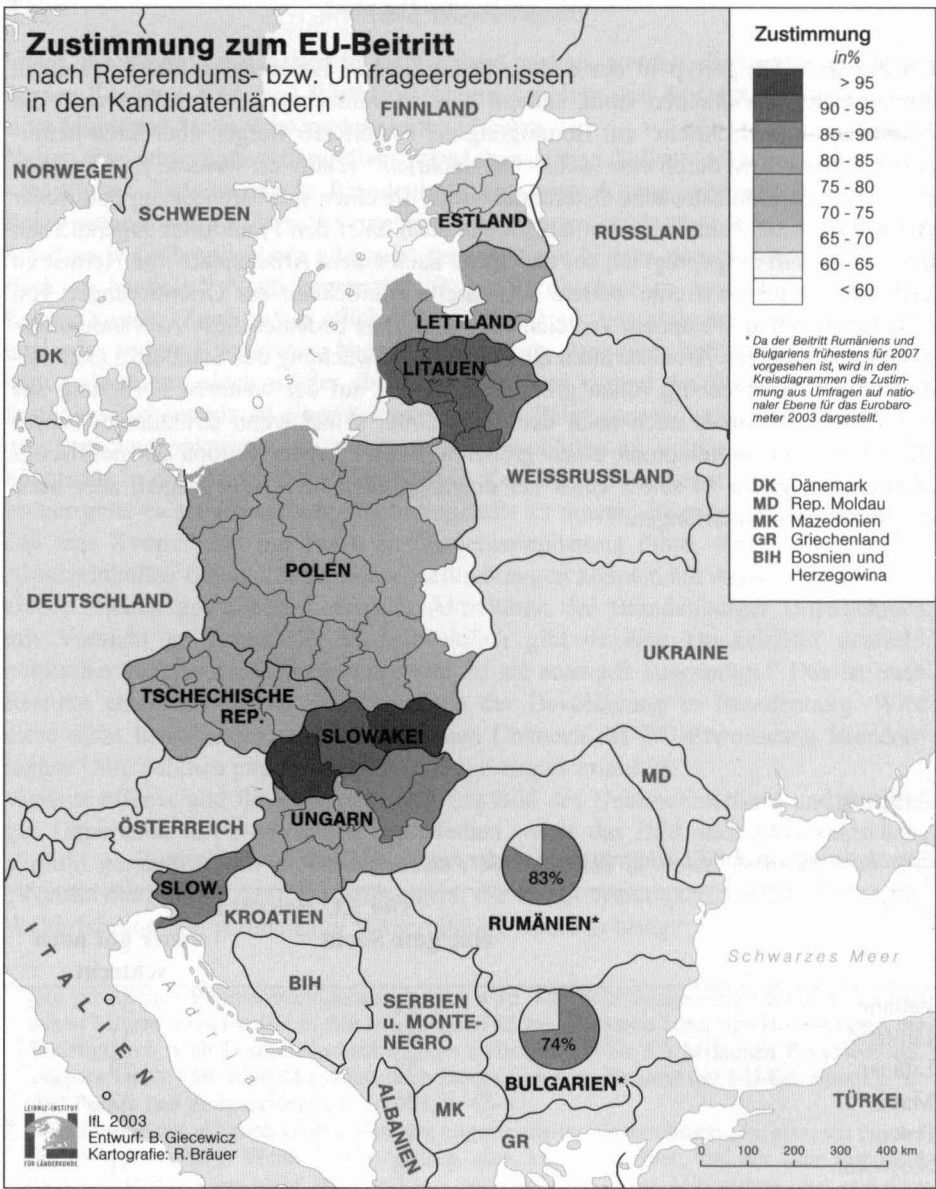 Zustimmung zum EU-Beitritt
nach Referendums- bzw. Umfrageergebnissen
in den Kandidatenländern
Zustimmung
in%
> 95
90 - 95
85 - 90
80 - 85
75 - 80
70 - 75
65 - 70
60 - 65
< 60
* Da der Beitritt Rumäniens und
Bulgariens frühestens für 2007
vorgesehen ist, wird in den
Kreisdiagrammen die Zustim-
mung aus Umfragen auf natio-
naler Ebene für das Eurobaro-
meter 2003 dargestellt.
DK Dänemark
MD Rep. Moldau
MK Mazedonien
GR Griechenland
BIH Bosnien und
Herzegowina
FINNLAND
NORWEGEN
SCHWEDEN
ESTLAND
RUSSLAND
LETTLAND
DK
LITAUEN
WEISSRUSSLAND
POLEN
DEUTSCHLAND
UKRAINE
TSCHECHISCHE
REP.
SLOWAKEI
MD
ÖSTERREICH
UNGARN
83%
RUMÄNIEN*
SLOW.
KROATIEN
ITALIEN
BIH
SERBIEN
u. MONTE-
NEGRO
Schwarzes Meer
74%
BULGARIEN*
ALBANIEN
MK
GR
TÜRKEI
LEIBNIZ-INSTITUT
FÜR LÄNDERKUNDE
IfL 2003
Entwurf: B.Giecewicz
Kartografie: R.Bräuer
0 100 200 300 400 km